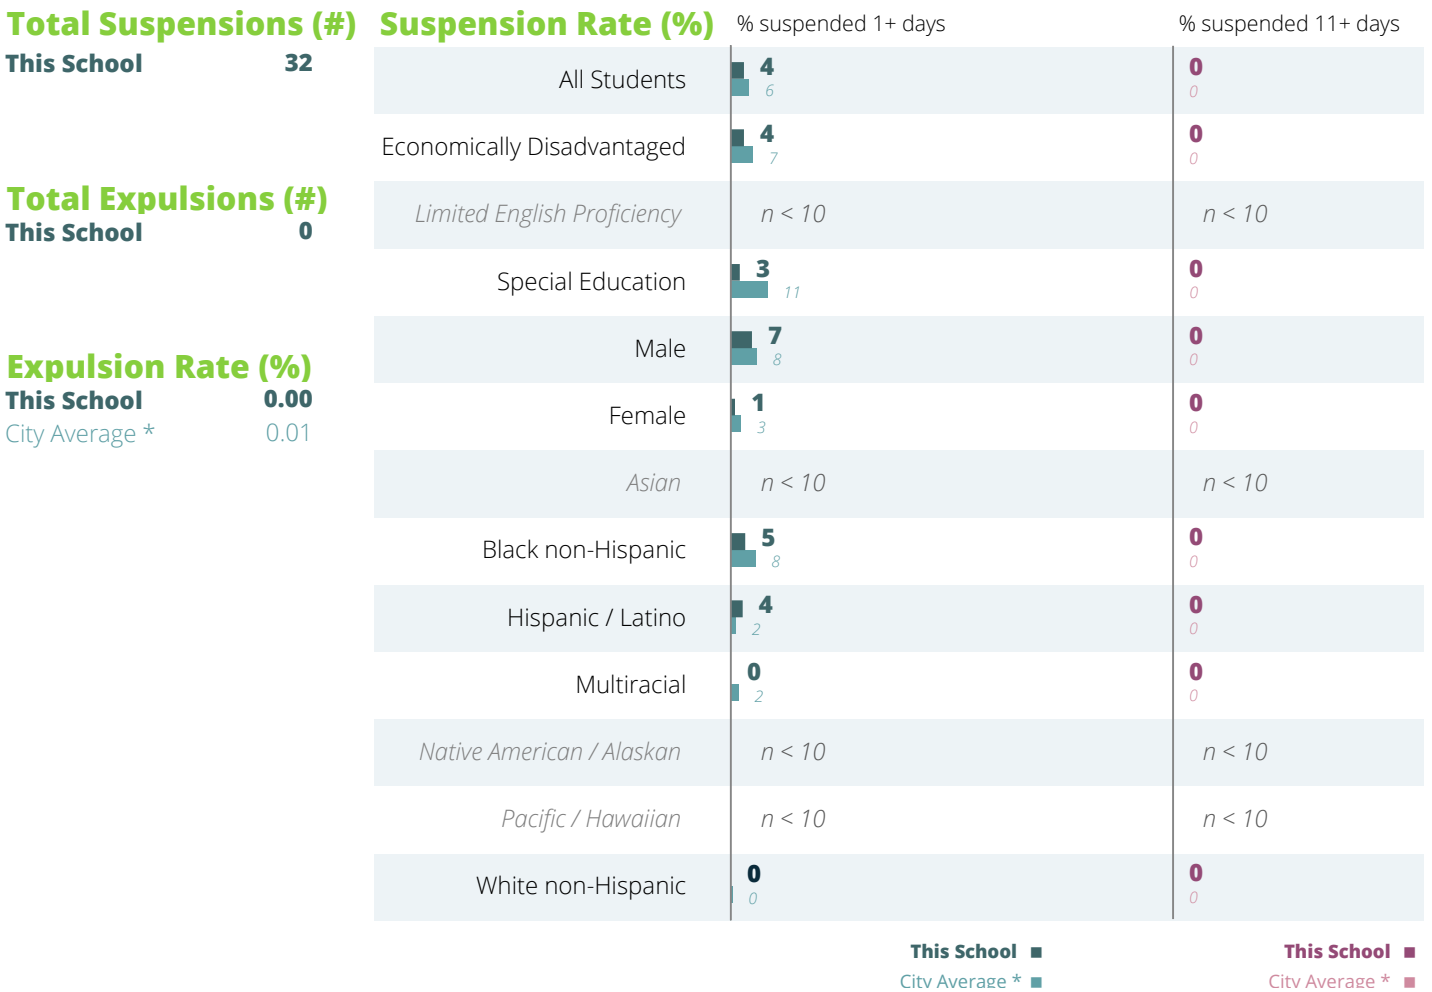 Total Suspensions (#)
This School 32
Total Expulsions (#)
This School 0
Expulsion Rate (%)
This School 0.00
City Average * 0.01
Suspension Rate (%) % suspended 1+ days % suspended 11+ days
All Students 4 0
6 0
Economically Disadvantaged 4 0
7 0
Limited English Proficiency n < 10 n < 10
Special Education 3 0
11 0
Male 7 0
8 0
Female 1 0
3 0
Asian n < 10 n < 10
Black non-Hispanic 5 0
8 0
Hispanic / Latino 4 0
2 0
Multiracial 0 0
2 0
Native American / Alaskan n < 10 n < 10
Pacific / Hawaiian n < 10 n < 10
White non-Hispanic 0 0
0 0
This School This School
City Average * City Average *